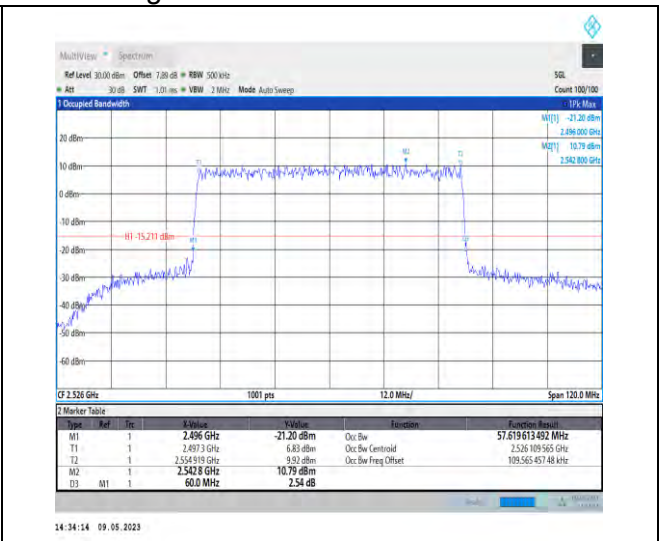 MultiView Spectrum
Ref Level 30.00 dBm Offset 7.89 dB RBW 500 kHz SGL
Att 30 dB SWT 1.01 ms VBW 2 MHz Mode Auto Sweep Count 100/100
1 Occupied Bandwidth 1Pk Max
M1[1] -21.20 dBm
2.496 000 GHz
M2[1] 10.79 dBm
2.542 800 GHz
20 dBm
M2
T1
T2
10 dBm
0 dBm
-10 dBm
H1 -15.211 dBm
M1
-20 dBm
-30 dBm
-40 dBm
-50 dBm
-60 dBm
CF 2.526 GHz 1001 pts 12.0 MHz/ Span 120.0 MHz
2 Marker Table
Type Ref Trc X-Value Y-Value Function Function Result
M1 1 2.496 GHz -21.20 dBm Occ Bw 57.619 613 492 MHz
T1 1 2.4973 GHz 6.83 dBm Occ Bw Centroid 2.526 109 565 GHz
T2 1 2.554 919 GHz 9.92 dBm Occ Bw Freq Offset 109.565 457 48 kHz
M2 1 2.542 8 GHz 10.79 dBm
D3 M1 1 60.0 MHz 2.54 dB
14:34:14 09.05.2023